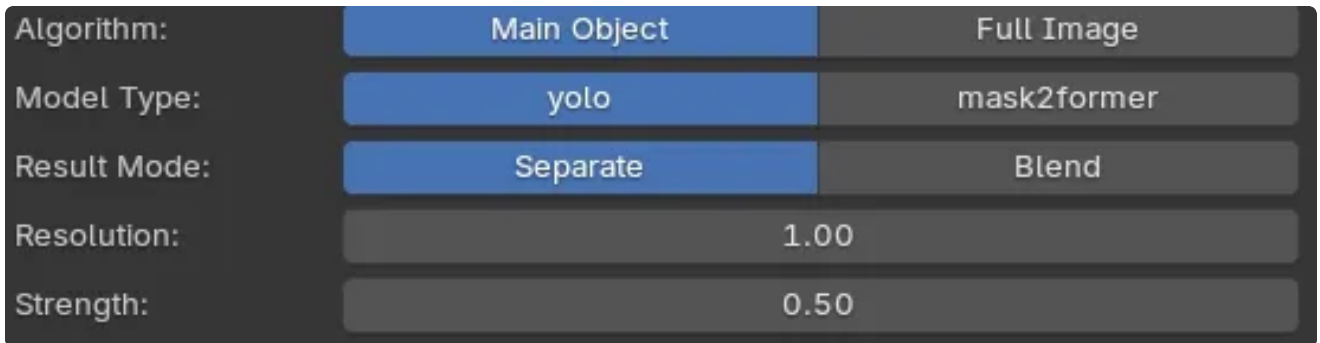 Algorithm: Main Object Full Image
Model Type: yolo mask2former
Result Mode: Separate Blend
Resolution: 1.00
Strength: 0.50